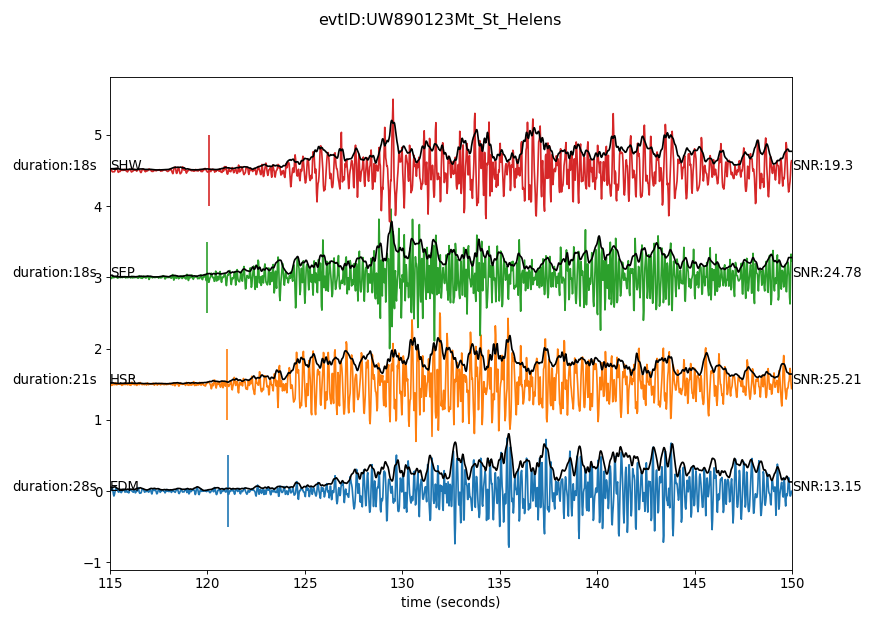 evtID:UW890123Mt_St_Helens
5
duration:18s SHW SNR:19.3
4
duration:18s SEP SNR:24.78
3
2
duration:21s HSR SNR:25.21
1
duration:28s EDM SNR:13.15
0
−1
115 120 125 130 135 140 145 150
time (seconds)